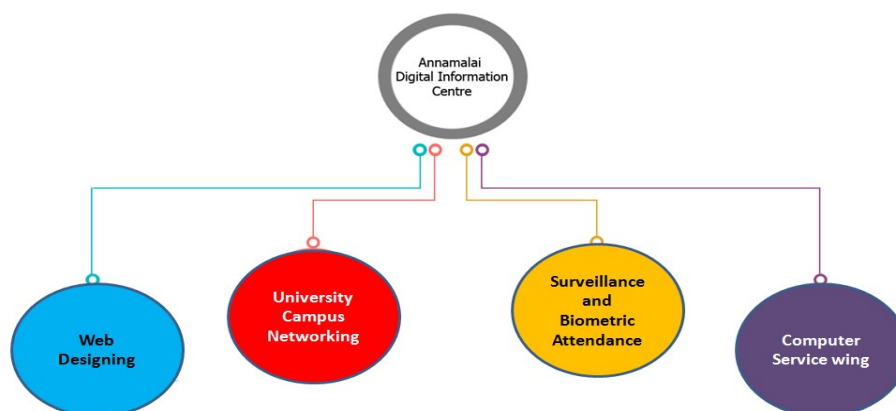 Annamalai
Digital Information
Centre
Web
Designing
University
Campus
Networking
Surveillance
and
Biometric
Attendance
Computer
Service wing